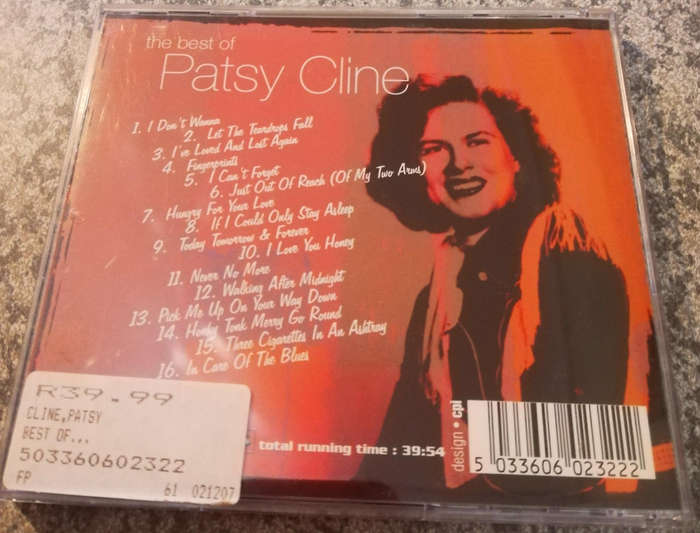 the best of
Patsy Cline
1. I Don't Wanna
2. Let The Teardrops Fall
3. I've Loved And Lost Again
4. Fingerprints
5. I Can't Forget
6. Just Out Of Reach (Of My Two Arms)
7. Hungry For Your Love
8. If I Could Only Stay Asleep
9. Today Tomorrow & Forever
10. I Love You Honey
11. Never No More
12. Walking After Midnight
13. Pick Me Up On Your Way Down
14. Honky Tonk Merry Go Round
15. Three Cigarettes In An Ashtray
16. In Care Of The Blues
R39.99
CLINE,PATSY
BEST OF...
503360602322
FP
61 021207
total running time : 39:54
design • cpl
5 033606 023222